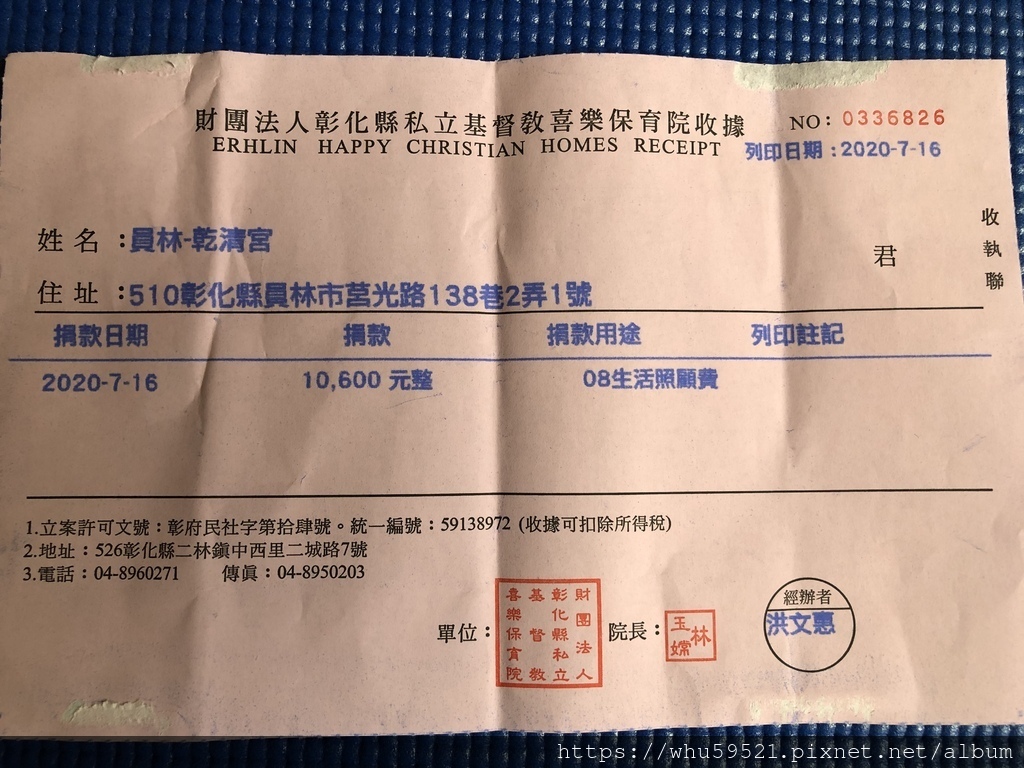 財團法人彰化縣私立基督教喜樂保育院收據
NO: 0336826
ERHLIN HAPPY CHRISTIAN HOMES RECEIPT
列印日期:2020-7-16
收執聯
姓名:員林-乾清宮 君
住址:510彰化縣員林市莒光路138巷2弄1號
捐款日期 捐款 捐款用途 列印註記
2020-7-16 10,600 元整 08生活照顧費
1.立案許可文號:彰府民社字第拾肆號。統一編號:59138972 (收據可扣除所得稅)
2.地址:526彰化縣二林鎮中西里二城路7號
3.電話:04-8960271 傳眞:04-8950203
單位:
財團法人
彰化縣私立
基督教
喜樂保育院
院長:
林玉嫦
經辦者
洪文惠
https://whu59521.pixnet.net/album